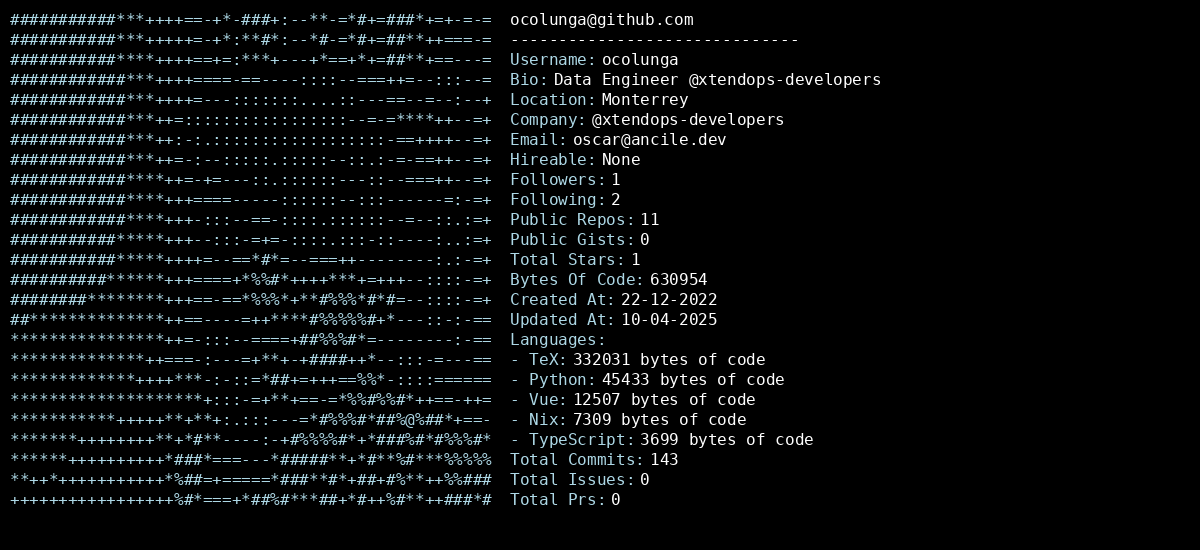 ocolunga@github.com
------------------------------
Username: ocolunga
Bio: Data Engineer @xtendops-developers
Location: Monterrey
Company: @xtendops-developers
Email: oscar@ancile.dev
Hireable: None
Followers: 1
Following: 2
Public Repos: 11
Public Gists: 0
Total Stars: 1
Bytes Of Code: 630954
Created At: 22-12-2022
Updated At: 10-04-2025
Languages:
- TeX: 332031 bytes of code
- Python: 45433 bytes of code
- Vue: 12507 bytes of code
- Nix: 7309 bytes of code
- TypeScript: 3699 bytes of code
Total Commits: 143
Total Issues: 0
Total Prs: 0